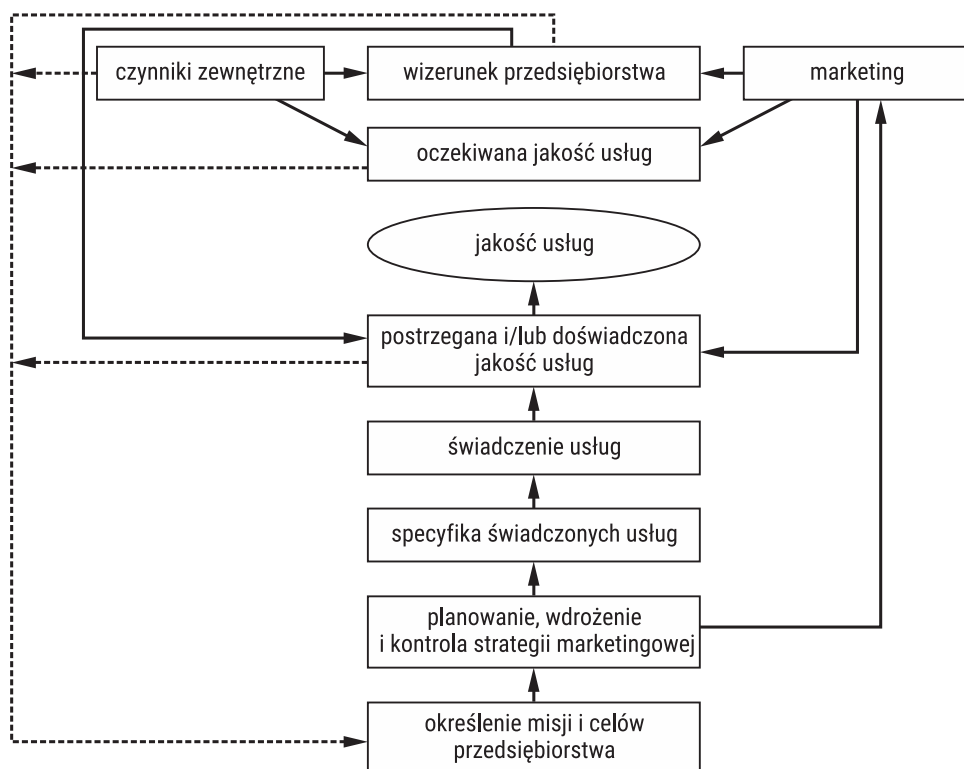 czynniki zewnętrzne
wizerunek przedsiębiorstwa
marketing
oczekiwana jakość usług
jakość usług
postrzegana i/lub doświadczona
jakość usług
świadczenie usług
specyfika świadczonych usług
planowanie, wdrożenie
i kontrola strategii marketingowej
określenie misji i celów
przedsiębiorstwa